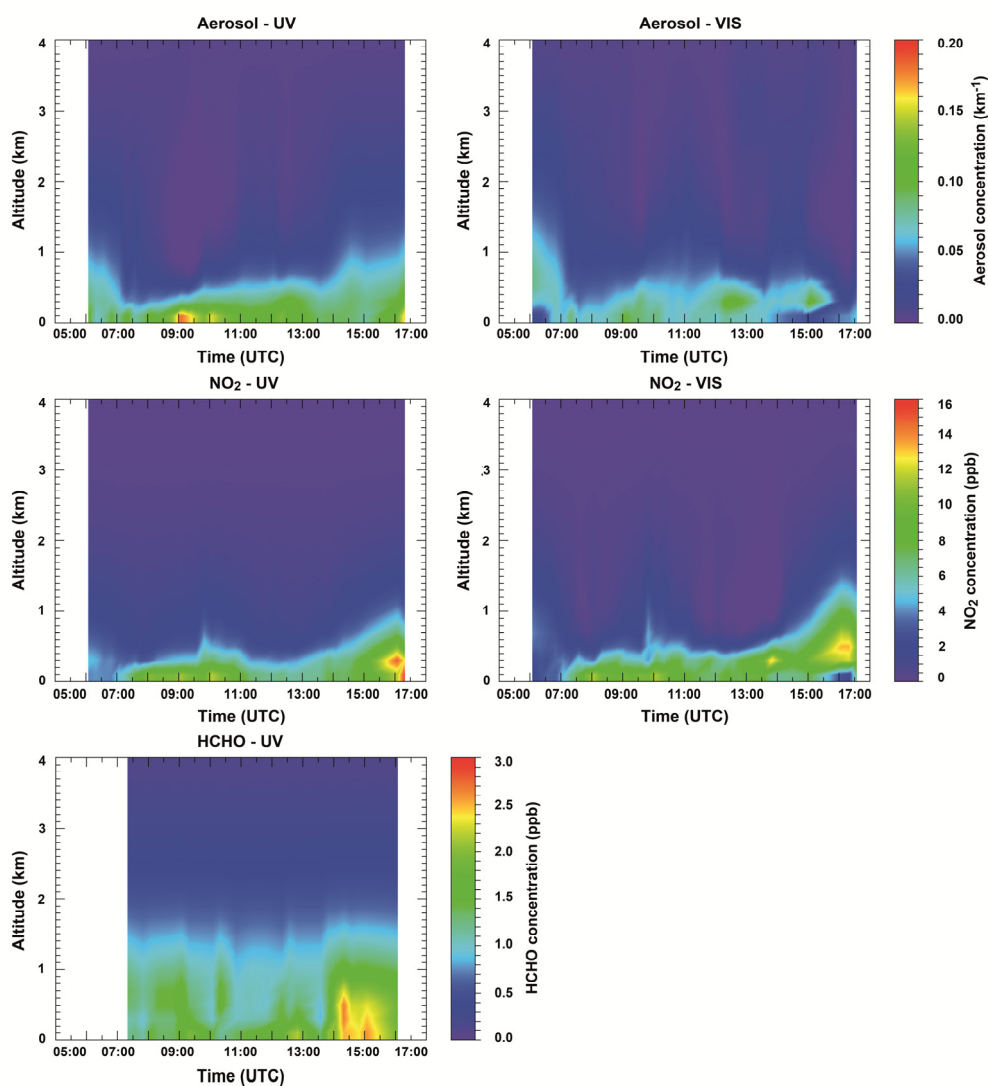 Aerosol - UV
Aerosol - VIS
4
3
2
1
0
Altitude (km)
05:00 07:00 09:00 11:00 13:00 15:00 17:00
Time (UTC)
4
3
2
1
0
Altitude (km)
05:00 07:00 09:00 11:00 13:00 15:00 17:00
Time (UTC)
0.20
0.15
0.10
0.05
0.00
Aerosol concentration (km⁻¹)
NO₂ - UV
NO₂ - VIS
4
3
2
1
0
Altitude (km)
05:00 07:00 09:00 11:00 13:00 15:00 17:00
Time (UTC)
4
3
2
1
0
Altitude (km)
05:00 07:00 09:00 11:00 13:00 15:00 17:00
Time (UTC)
16
14
12
10
8
6
4
2
0
NO₂ concentration (ppb)
HCHO - UV
4
3
2
1
0
Altitude (km)
05:00 07:00 09:00 11:00 13:00 15:00 17:00
Time (UTC)
3.0
2.5
2.0
1.5
1.0
0.5
0.0
HCHO concentration (ppb)